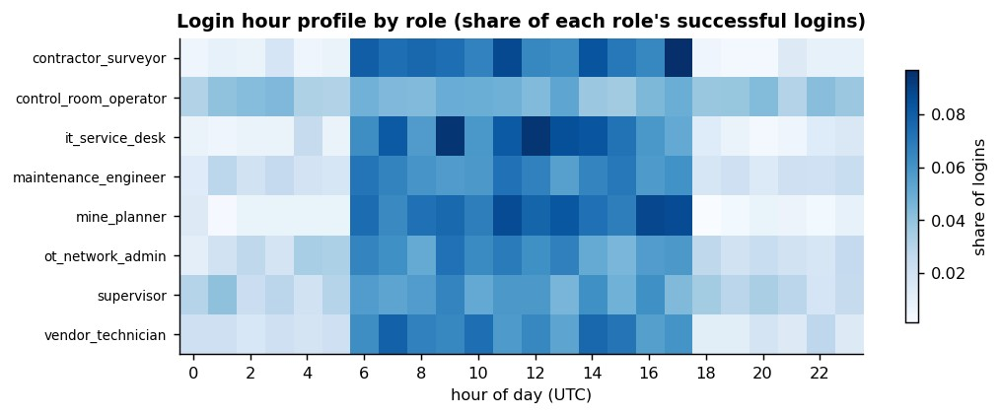 Login hour profile by role (share of each role's successful logins)
contractor_surveyor
control_room_operator
it_service_desk
maintenance_engineer
mine_planner
ot_network_admin
supervisor
vendor_technician
0 2 4 6 8 10 12 14 16 18 20 22
hour of day (UTC)
0.08
0.06
0.04
0.02
share of logins